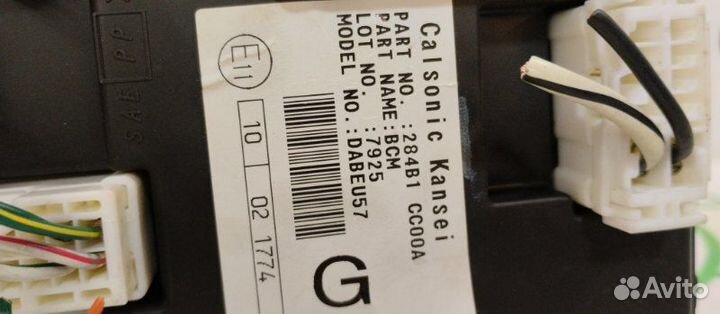 Calsonic Kansei
PART NO. :284B1 CC00A
PART NAME:BCM
LOT NO. :7925
MODEL NO.:DABEU57
E11
10
02 1774
G
PP
Avito